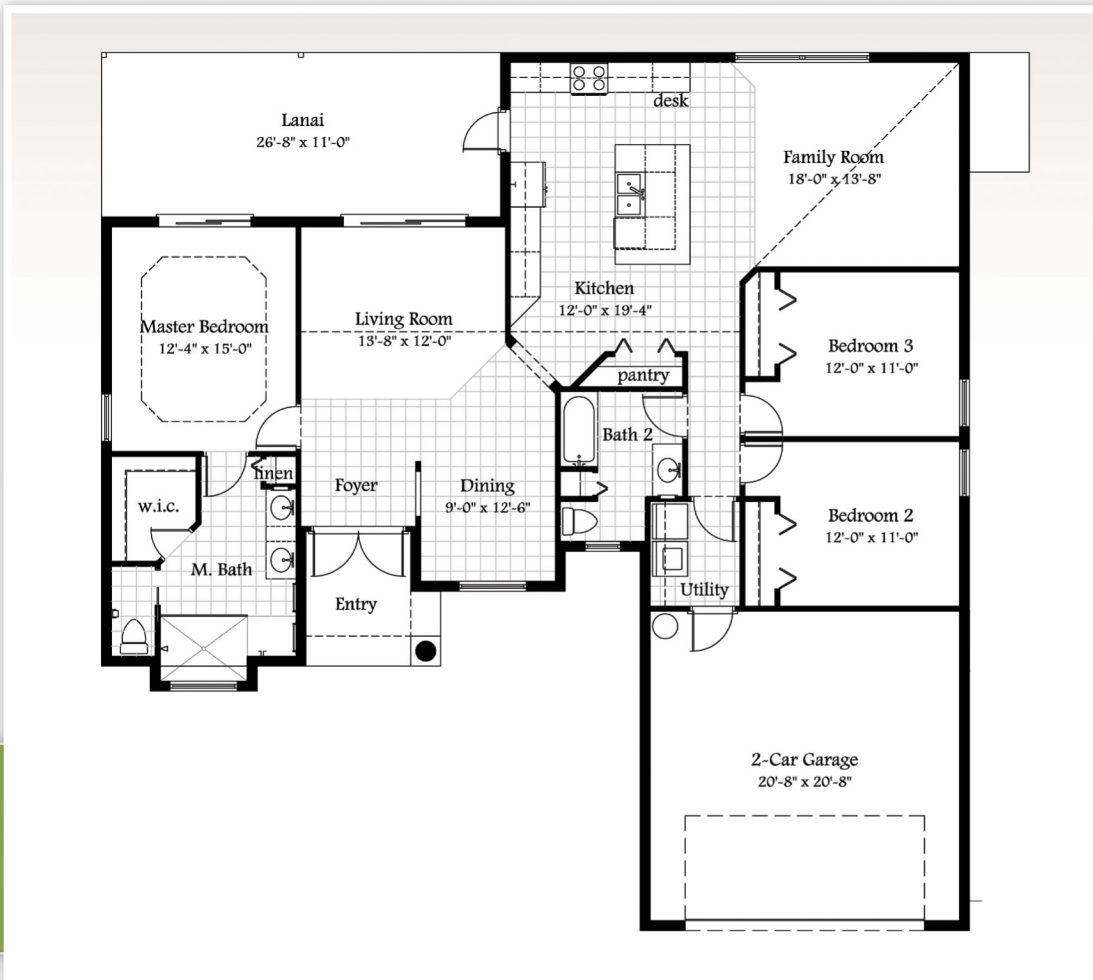 Lanai
26'-8" x 11'-0"
desk
Family Room
18'-0" x 13'-8"
Kitchen
12'-0" x 19'-4"
Master Bedroom
12'-4" x 15'-0"
Living Room
13'-8" x 12'-0"
Bedroom 3
12'-0" x 11'-0"
pantry
Bath 2
linen
w.i.c.
Foyer
Dining
9'-0" x 12'-6"
Bedroom 2
12'-0" x 11'-0"
M. Bath
Utility
Entry
2-Car Garage
20'-8" x 20'-8"